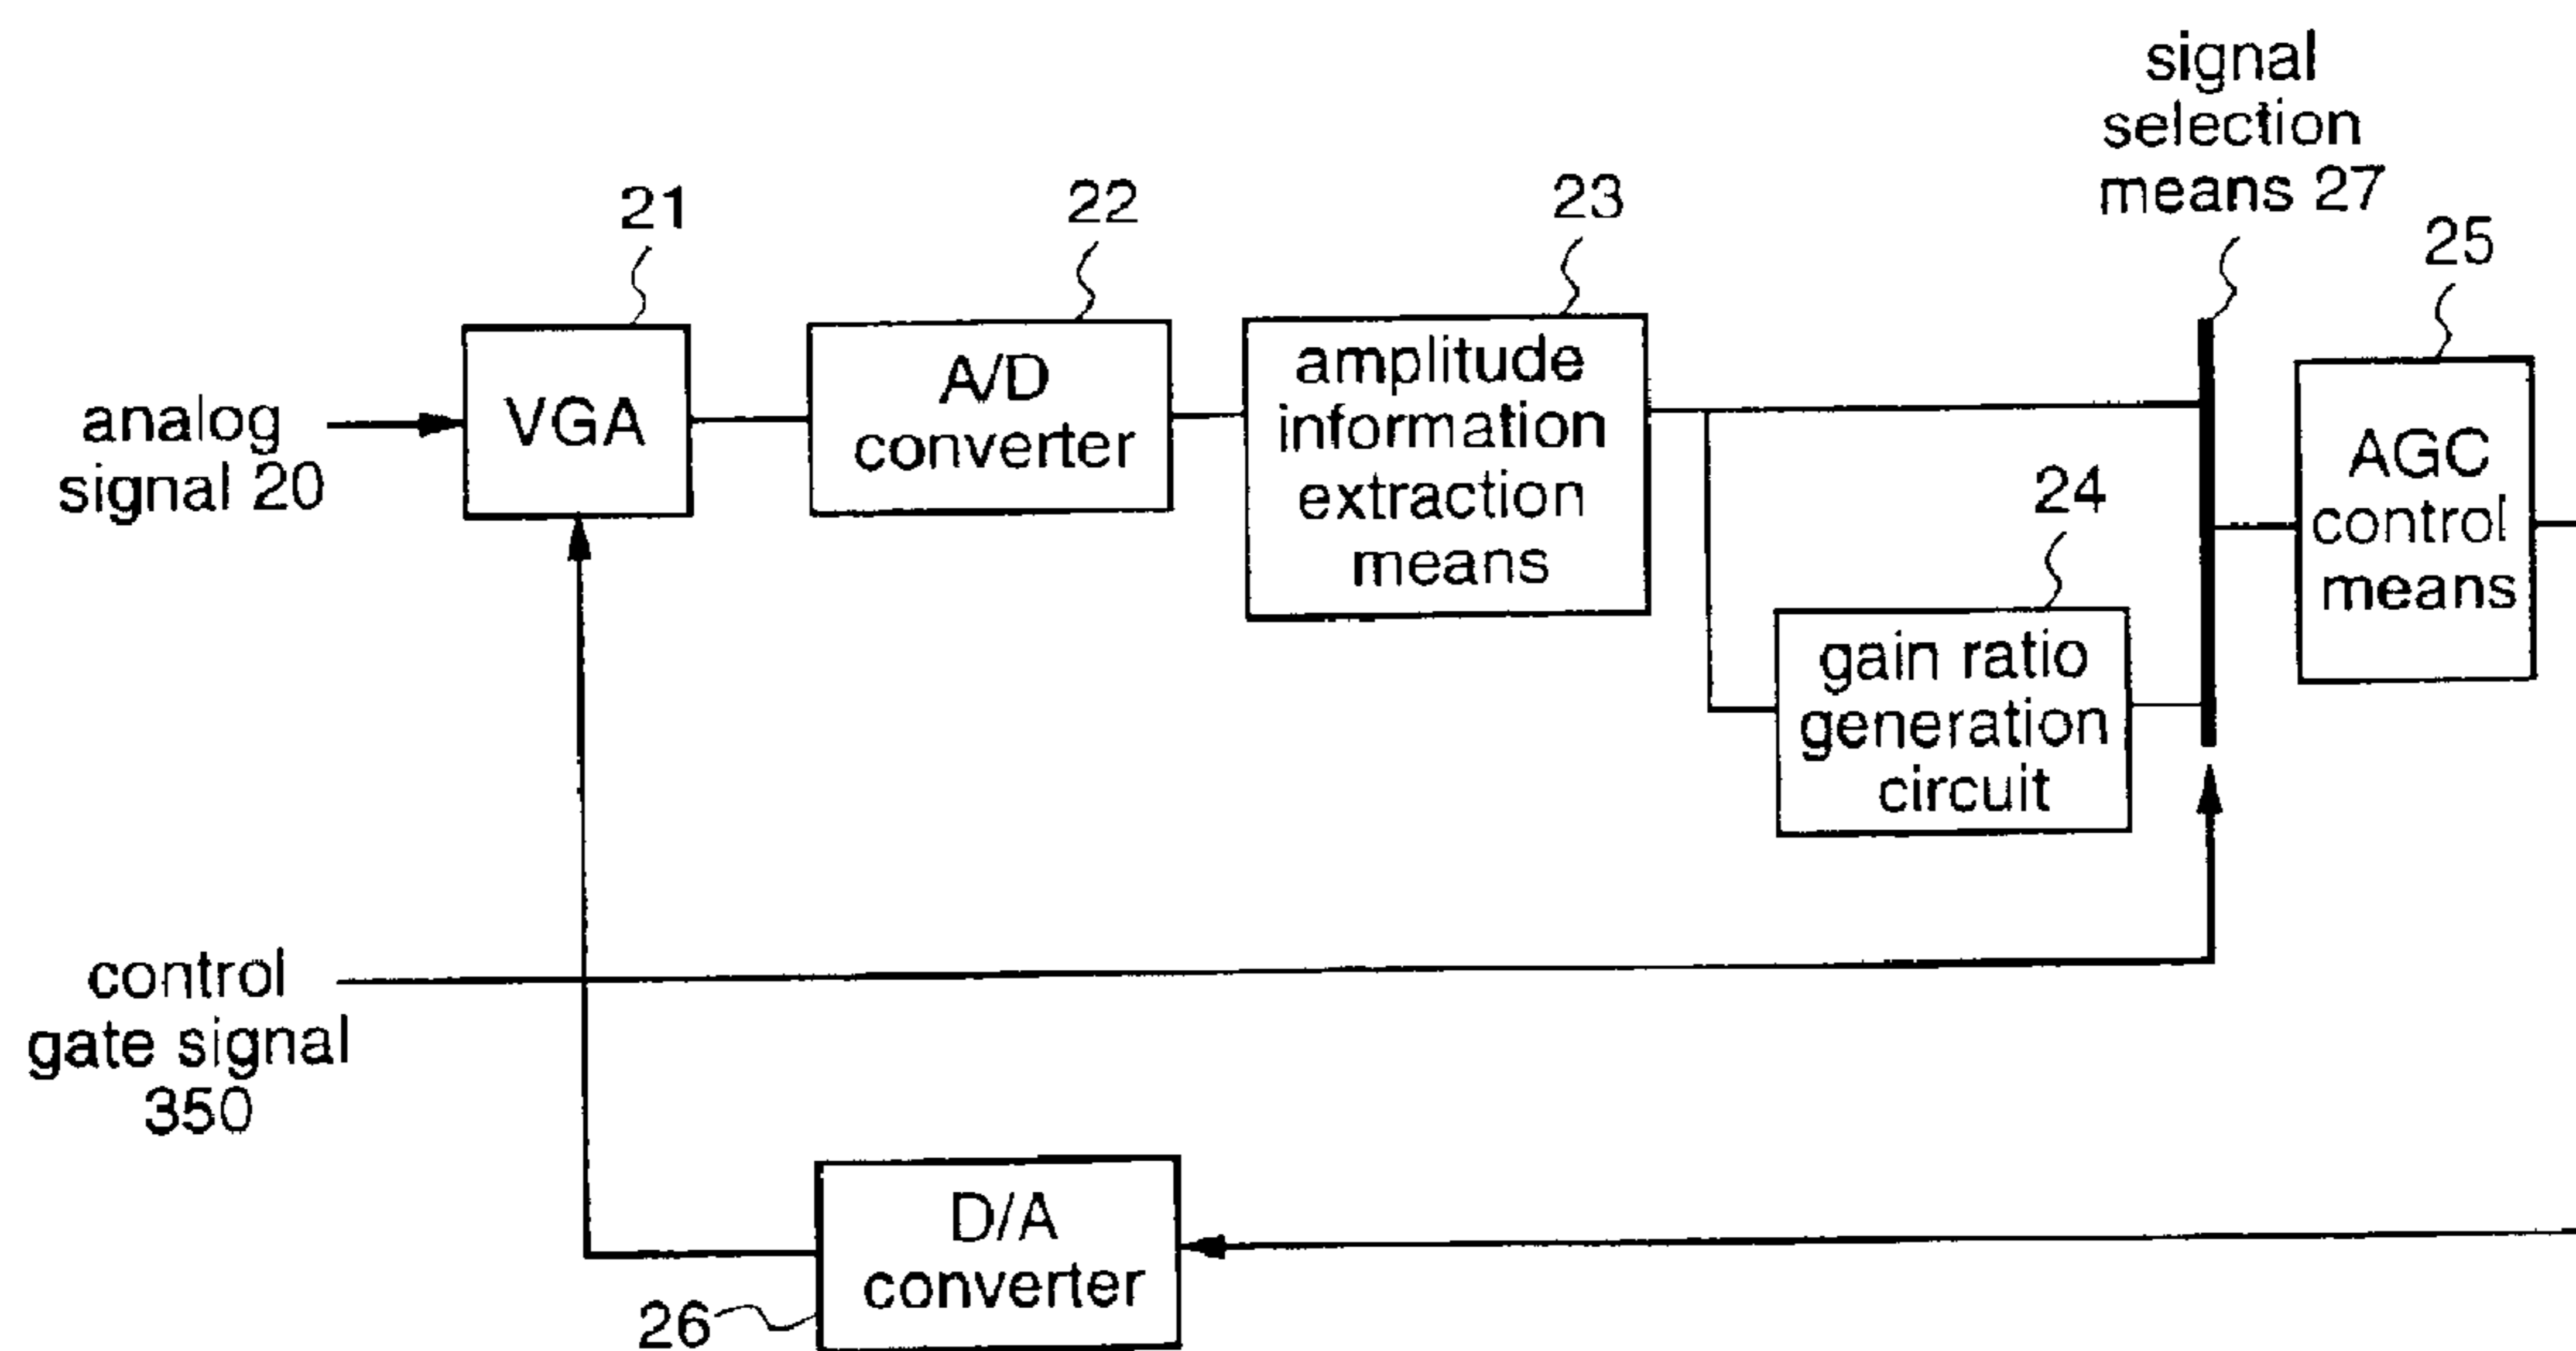 signal
selection
means 27
21
22
23
25
analog
signal 20
VGA
A/D
converter
amplitude
information
extraction
means
24
AGC
control
means
gain ratio
generation
circuit
control
gate signal
350
D/A
converter
26